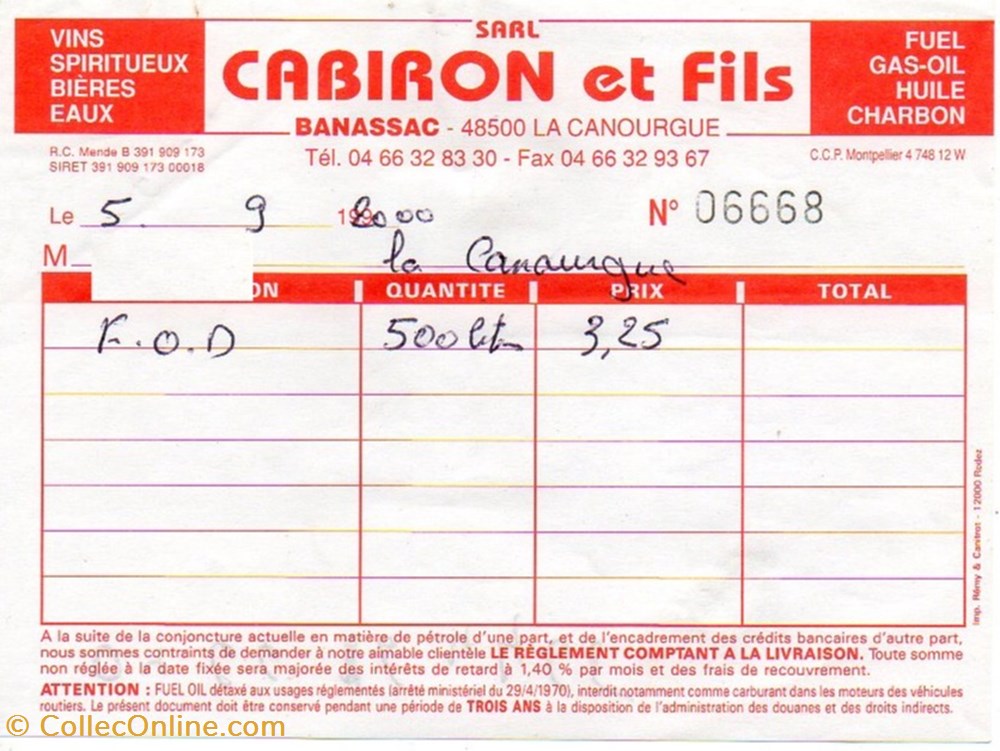 VINS
SPIRITUEUX
BIÈRES
EAUX
SARL
CABIRON et Fils
BANASSAC - 48500 LA CANOURGUE
Tél. 04 66 32 83 30 - Fax 04 66 32 93 67
FUEL
GAS-OIL
HUILE
CHARBON
R.C. Mende B 391 909 173
SIRET 391 909 173 00018
C.C.P. Montpellier 4 748 12 W
Le 5. 9 199 2000 N° 06668
M la Canourgue
ON QUANTITE PRIX TOTAL
F.O.D 500 lit 3,25
Imp. Rémy & Carrot - 12000 Rodez
A la suite de la conjoncture actuelle en matière de pétrole d'une part, et de l'encadrement des crédits bancaires d'autre part,
nous sommes contraints de demander à notre aimable clientèle LE RÈGLEMENT COMPTANT A LA LIVRAISON. Toute somme
non réglée à la date fixée sera majorée des intérêts de retard à 1,40 % par mois et des frais de recouvrement.
ATTENTION : FUEL OIL détaxé aux usages réglementés (arrêté ministériel du 29/4/1970), interdit notamment comme carburant dans les moteurs des véhicules
routiers. Le présent document doit être conservé pendant une période de TROIS ANS à la disposition de l'administration des douanes et des droits indirects.
© CollecOnline.com